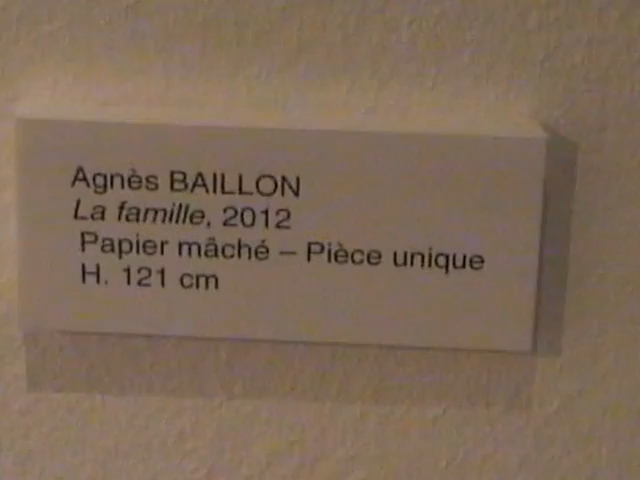 Agnès BAILLON
La famille, 2012
Papier mâché – Pièce unique
H. 121 cm